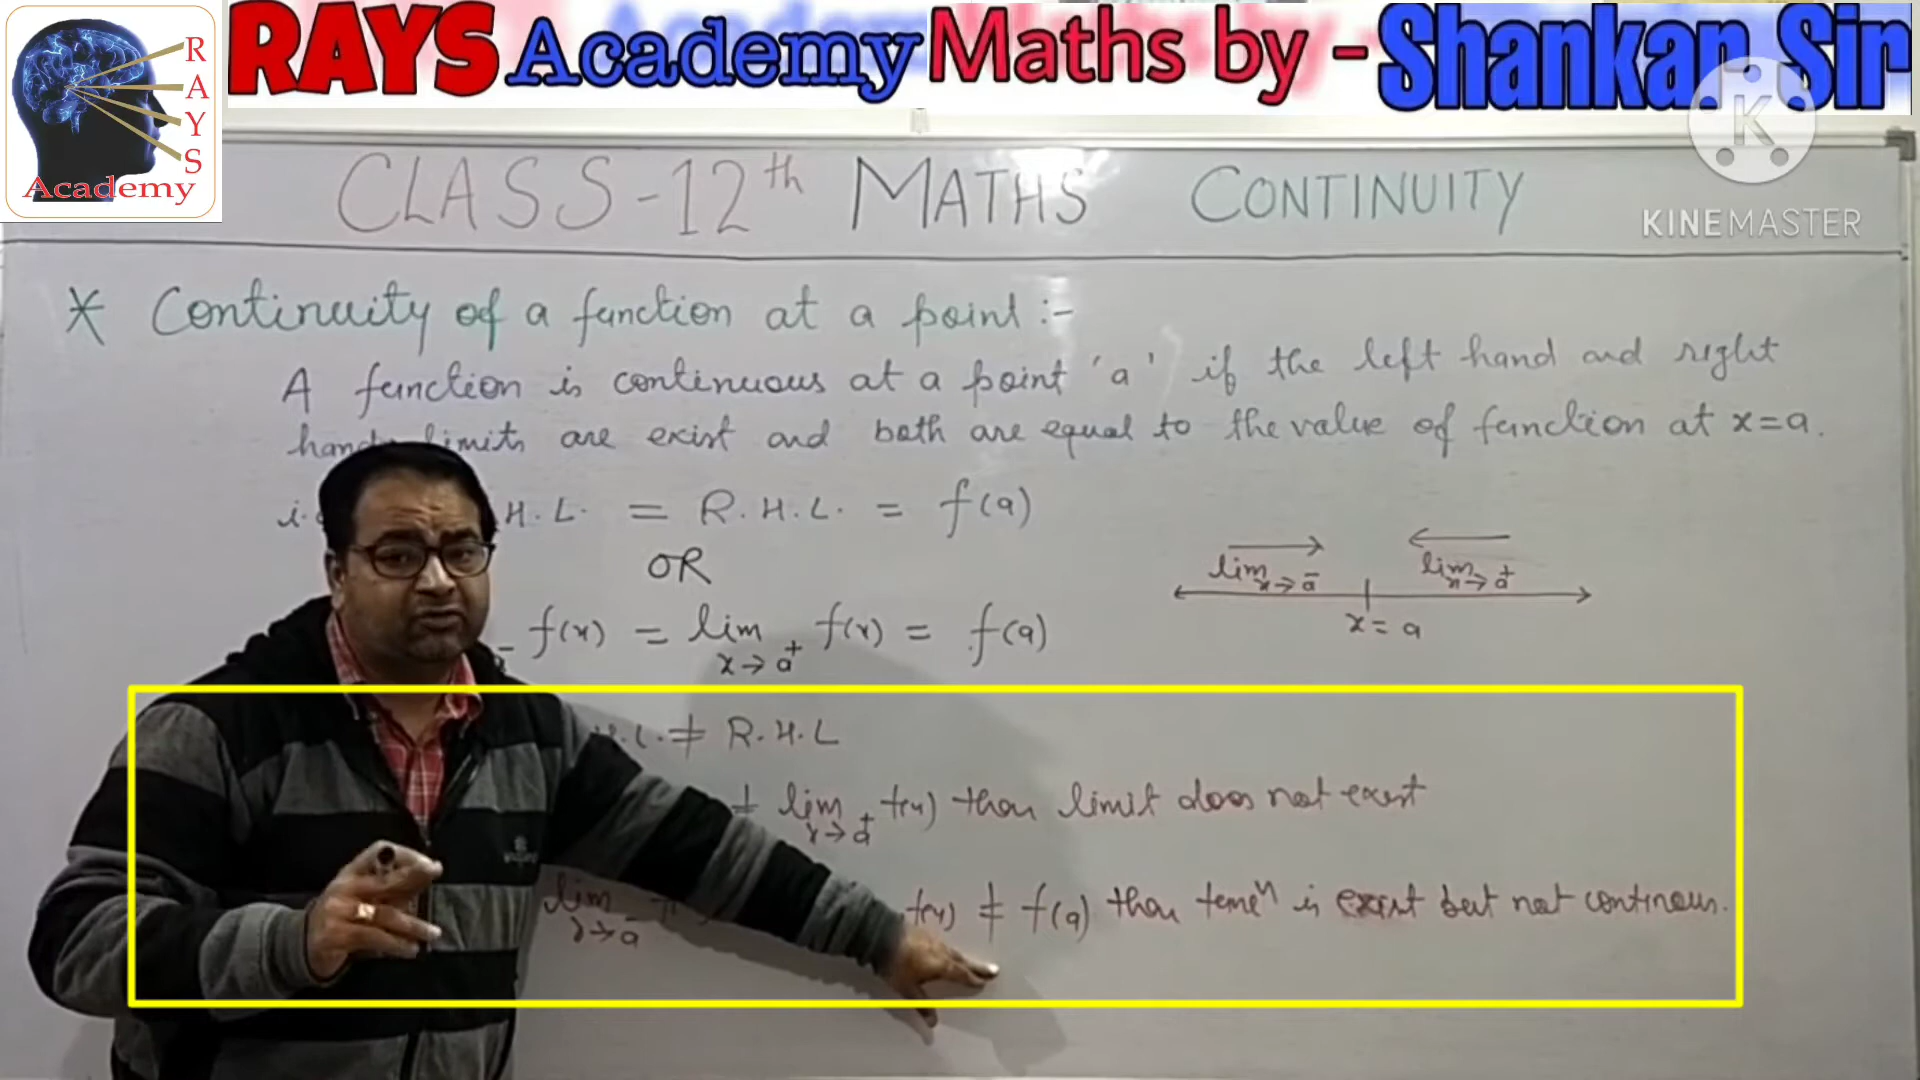 RAYS Academy Maths by - Shankar Sir
R
A
Y
S
Academy
K
KINEMASTER
CLASS-12th MATHS CONTINUITY
* Continuity of a function at a point :-
A function is continuous at a point 'a' if the left hand and right
hand limits are exist and both are equal to the value of function at x=a.
H.L. = R.H.L. = f(a)
OR
f(x) = lim x→a⁺ f(x) = f(a)
lim x→a⁻ lim x→a⁺
x = a
H.L. ≠ R.H.L
≠ lim x→a⁺ f(x) then limit does not exist
lim x→a⁻ f(x) ≠ f(a) then is exist but not continous.